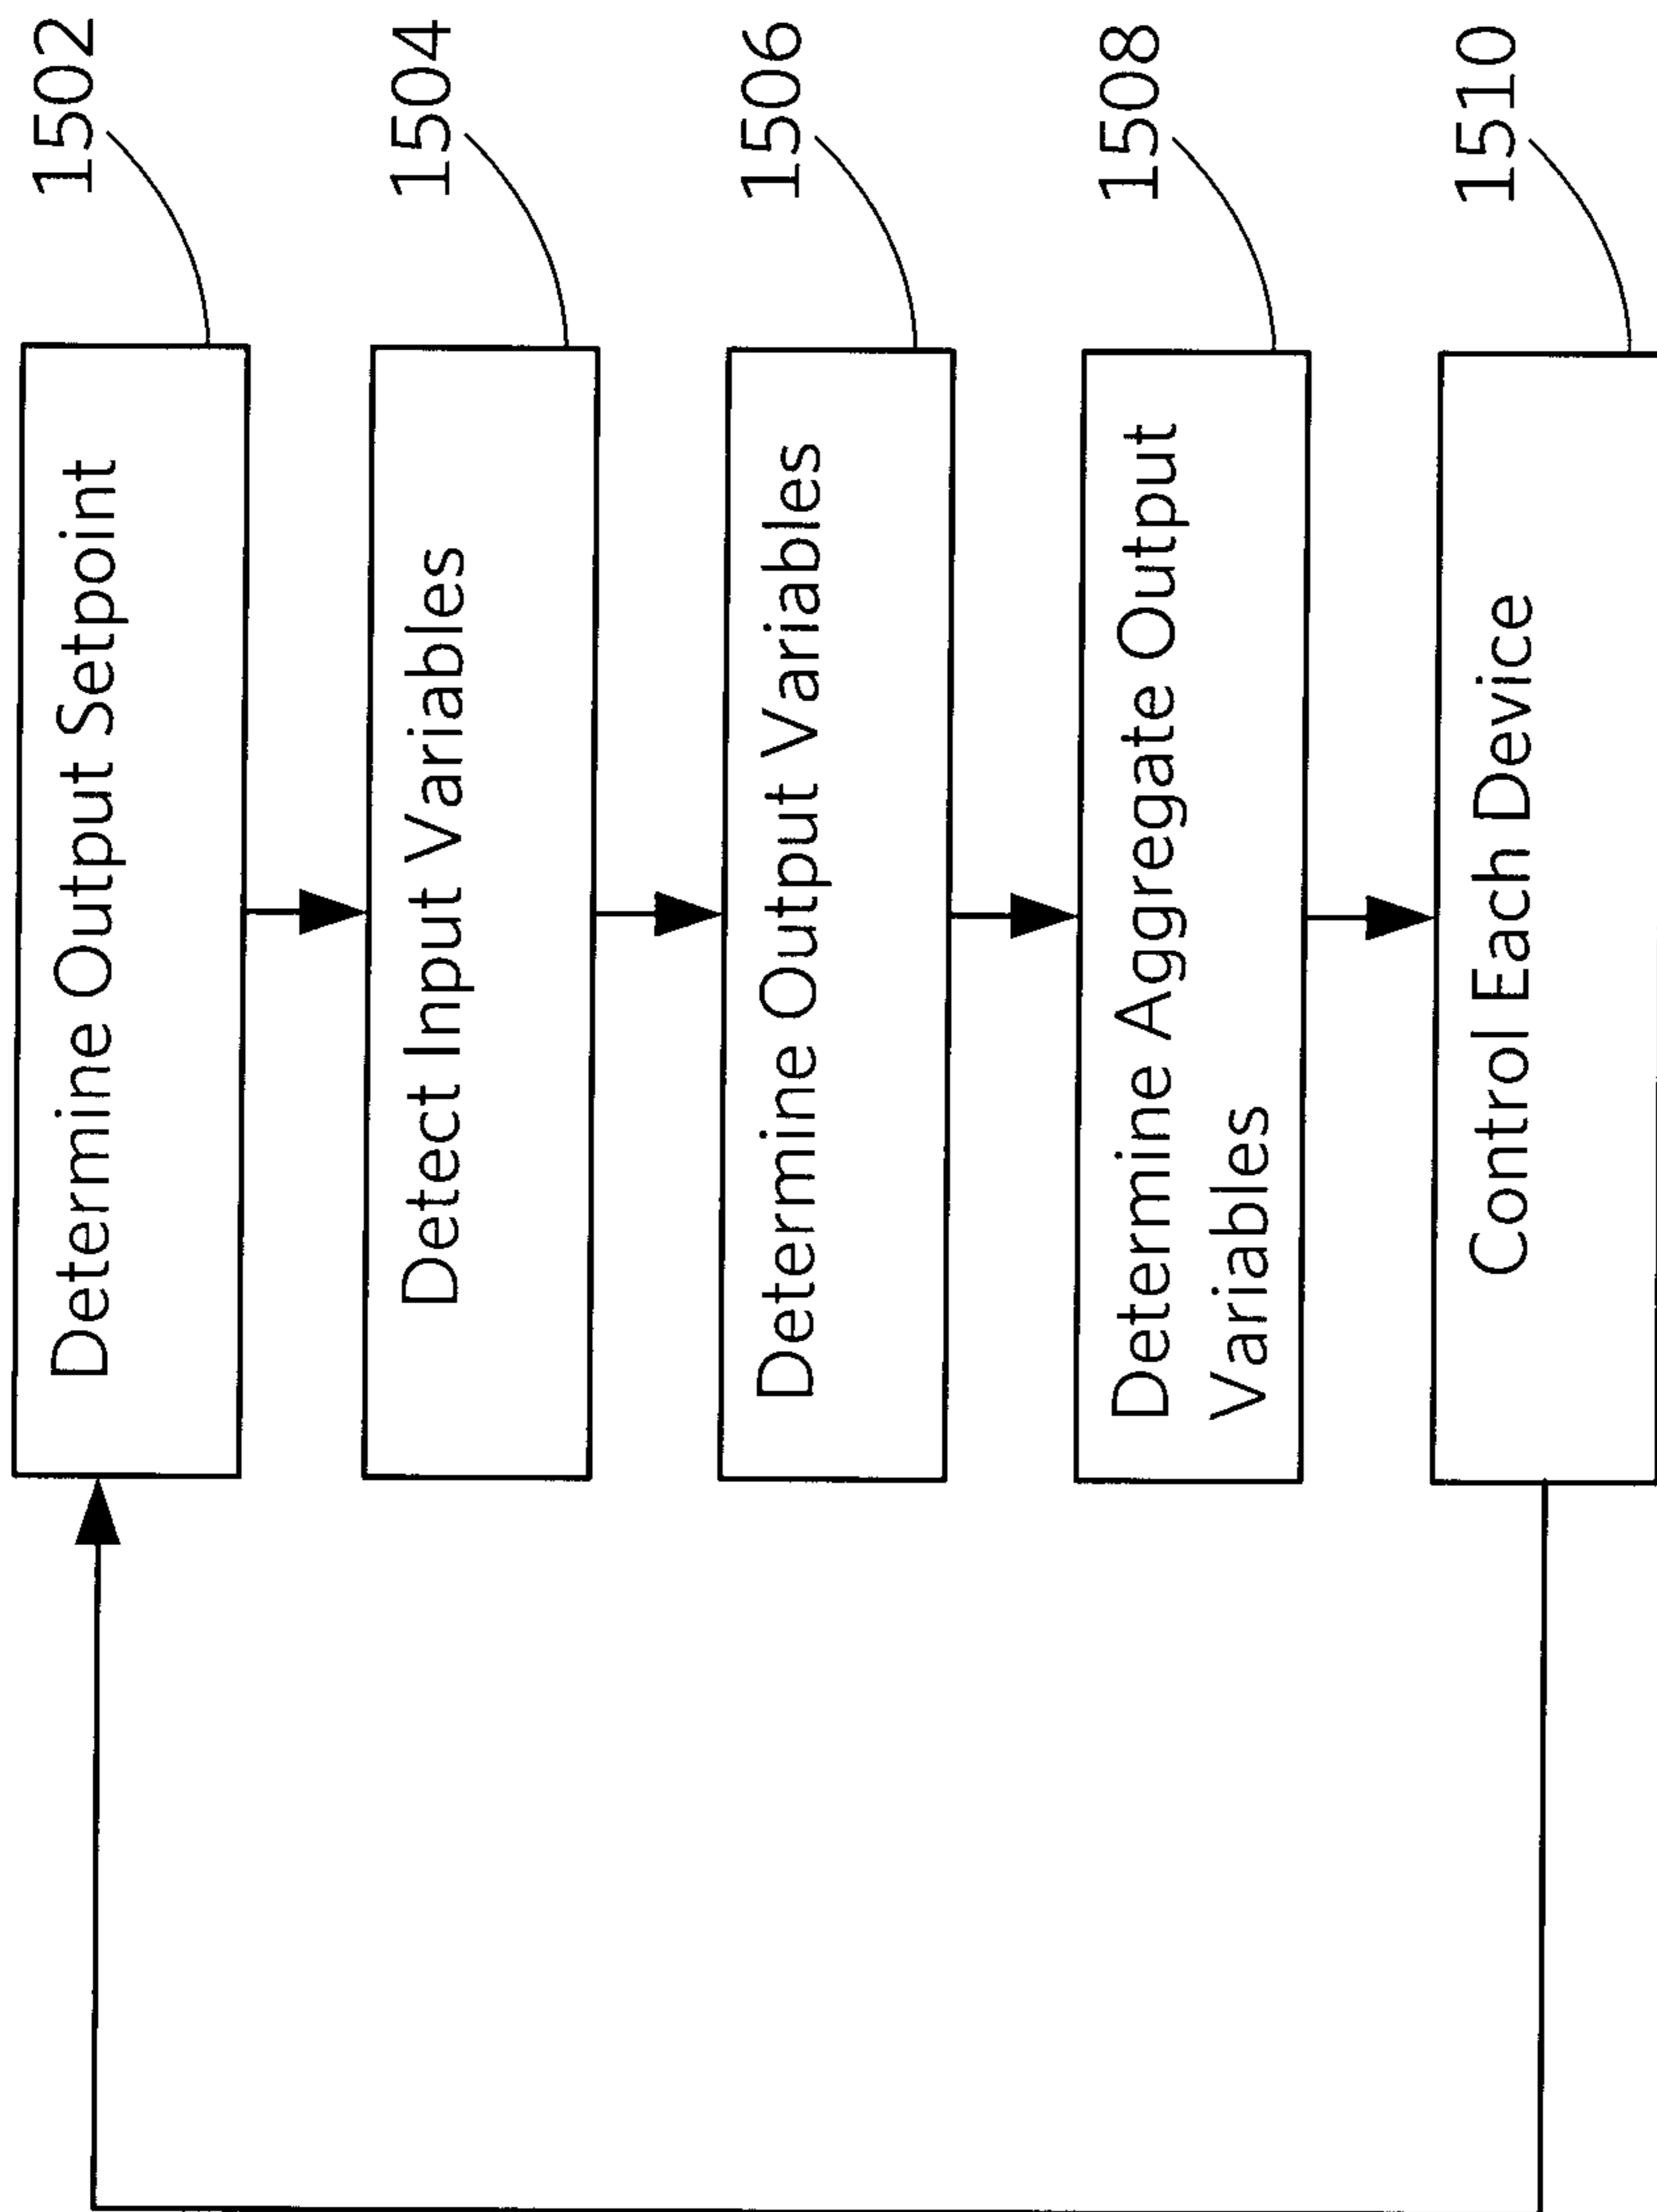 Determine Output Setpoint
1502
Detect Input Variables
1504
Determine Output Variables
1506
Determine Aggregate Output
Variables
1508
Control Each Device
1510